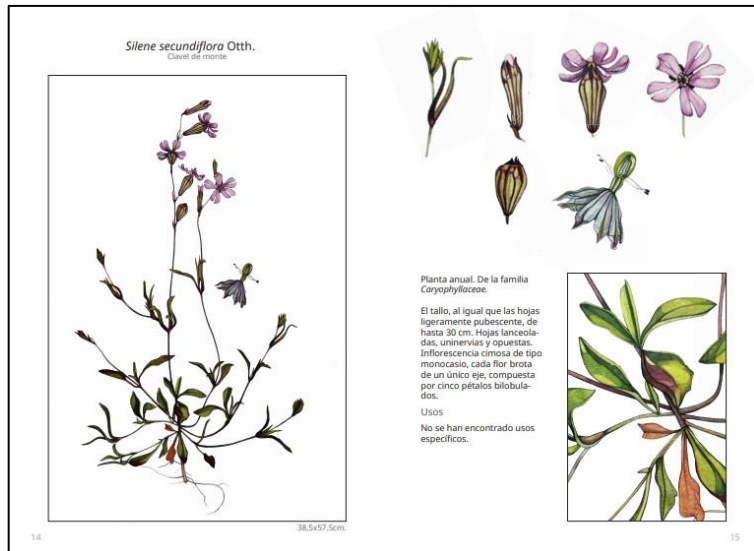 Silene secundiflora Otth.
Clavel de monte
38,5x57,5cm.
14
Planta anual. De la familia
Caryophyllaceae.
El tallo, al igual que las hojas
ligeramente pubescente, de
hasta 30 cm. Hojas lanceola-
das, uninervias y opuestas.
Inflorescencia cimosa de tipo
monocasio, cada flor brota
de un único eje, compuesta
por cinco pétalos bilobula-
dos.
Usos
No se han encontrado usos
específicos.
15